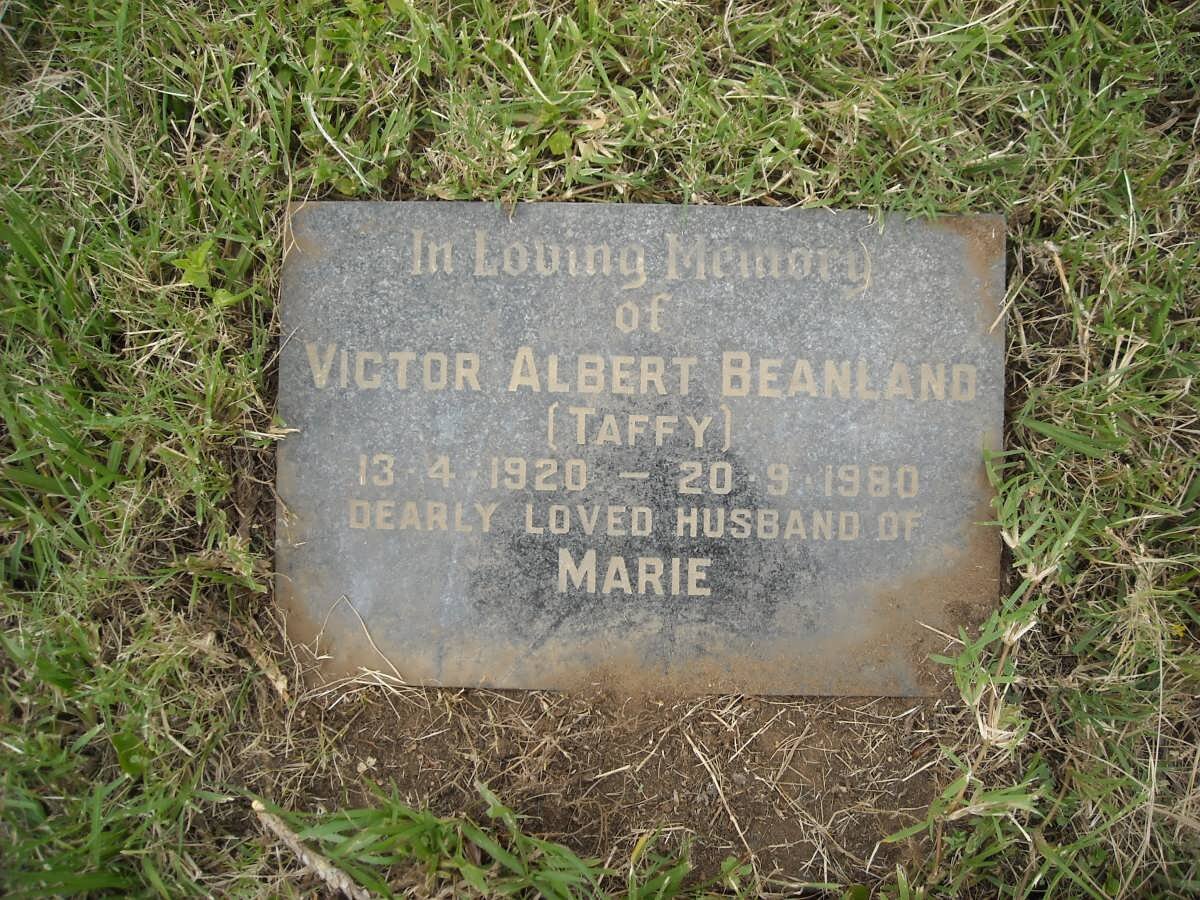 In Loving Memory
of
VICTOR ALBERT BEANLAND
(TAFFY)
13·4·1920 – 20·9·1980
DEARLY LOVED HUSBAND OF
MARIE